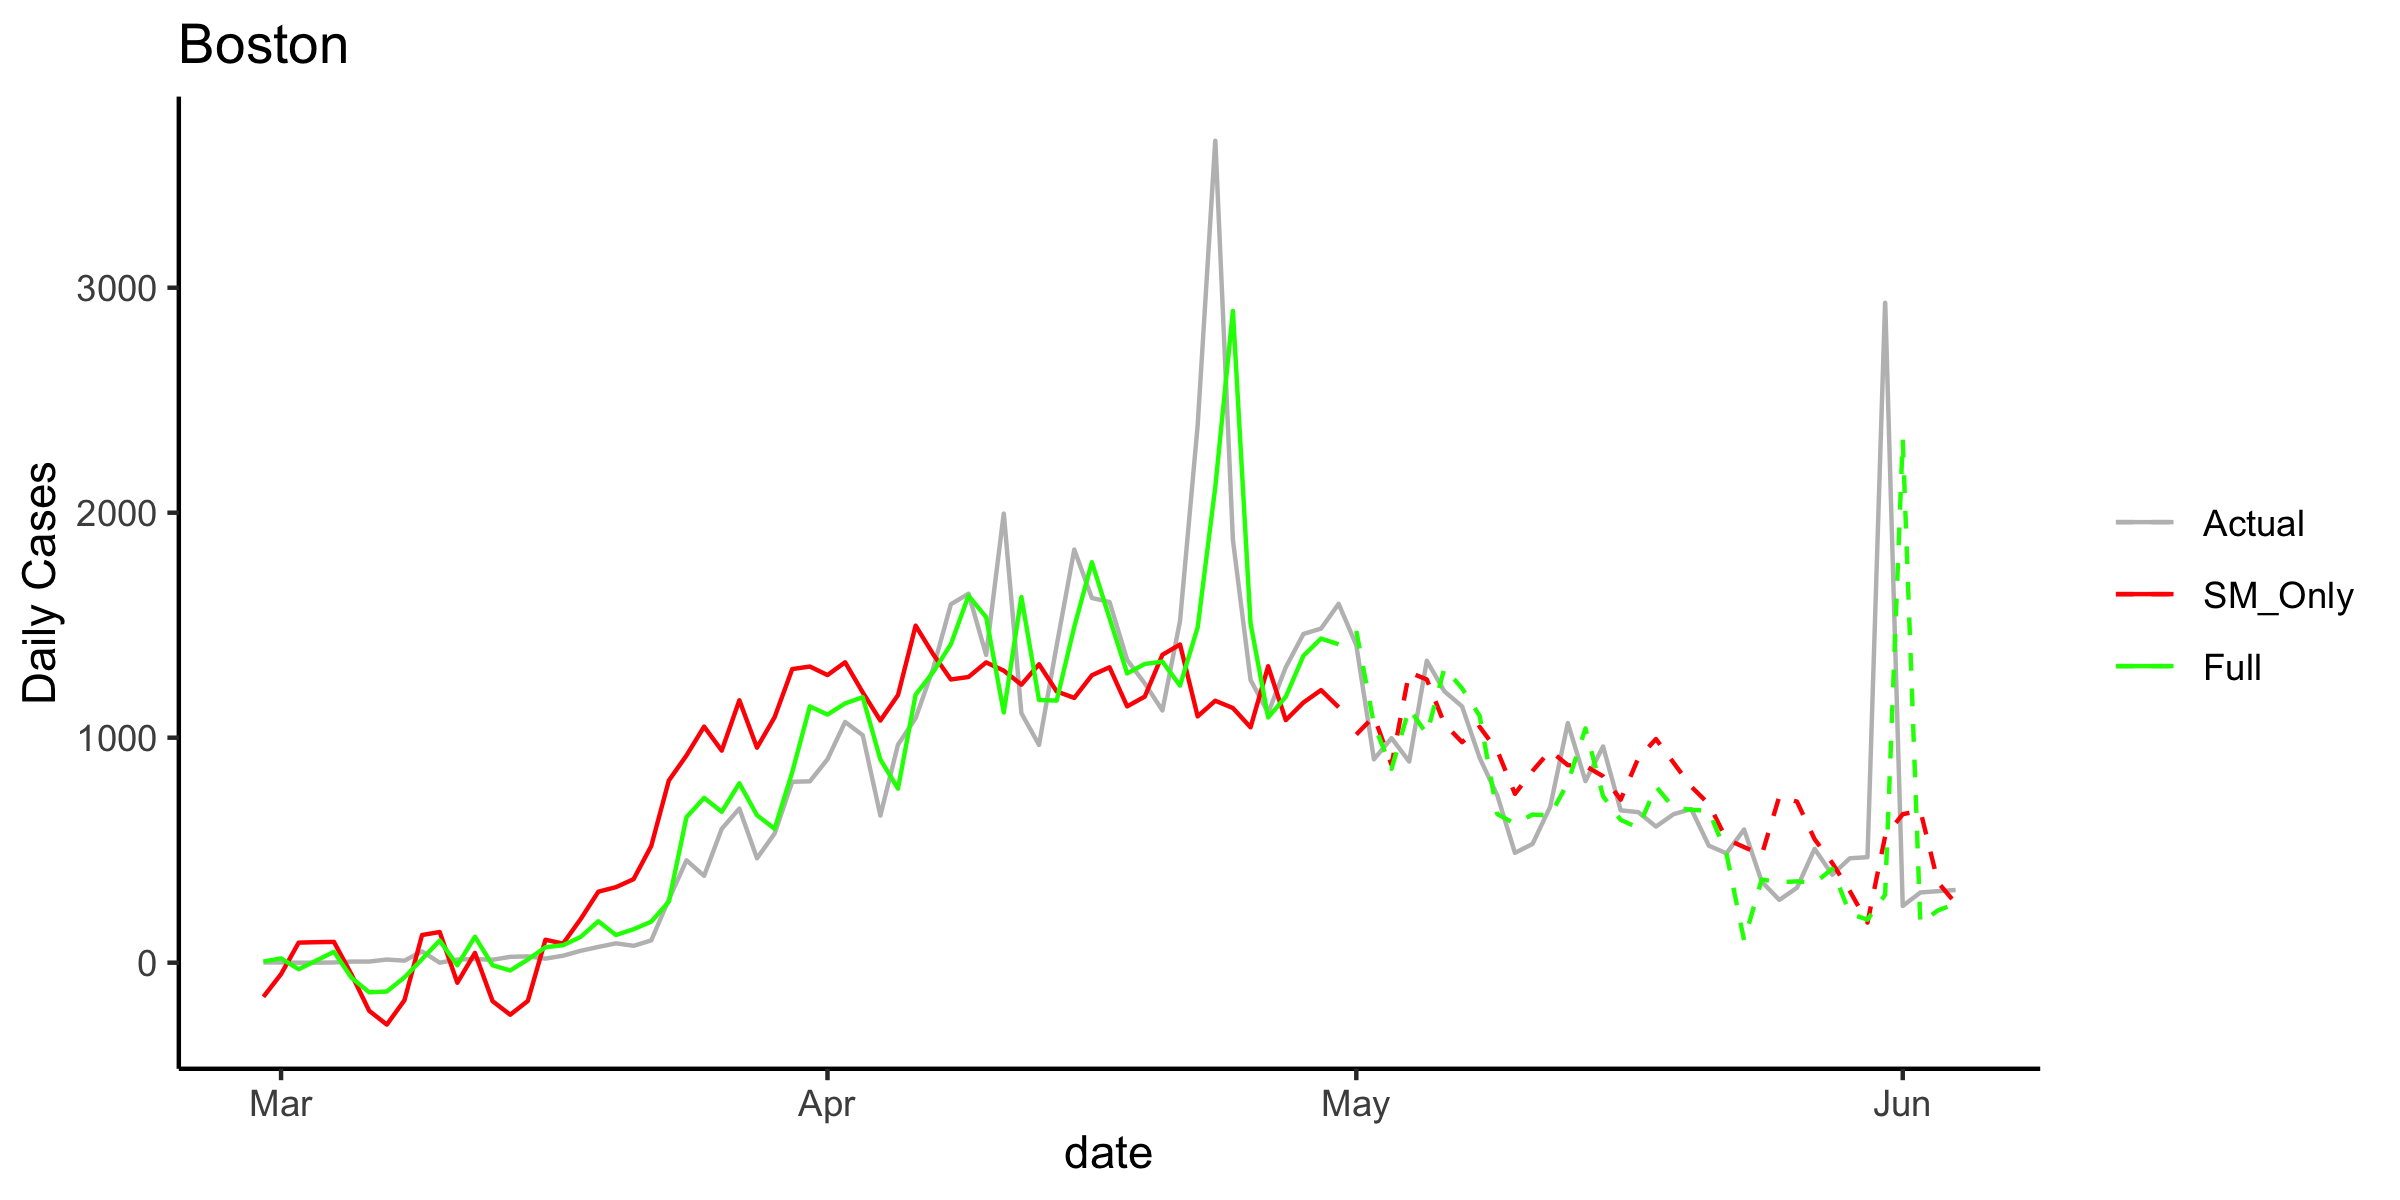 Boston
Daily Cases
3000
2000
1000
0
Mar
Apr
May
Jun
date
Actual
SM_Only
Full